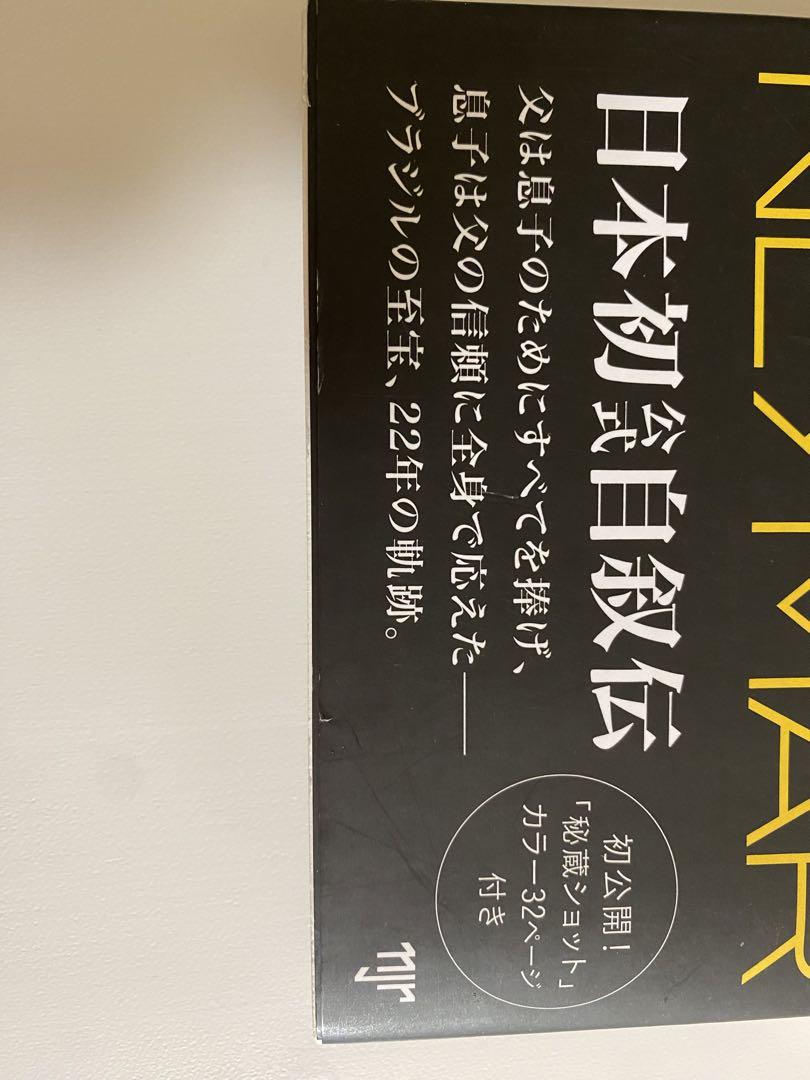 NEYMAR
日本初公式自叙伝
父は息子のためにすべてを捧げ、
息子は父の信頼に全身で応えた――
ブラジルの至宝、22年の軌跡。
初公開！
「秘蔵ショット」
カラー32ページ
付き
njr